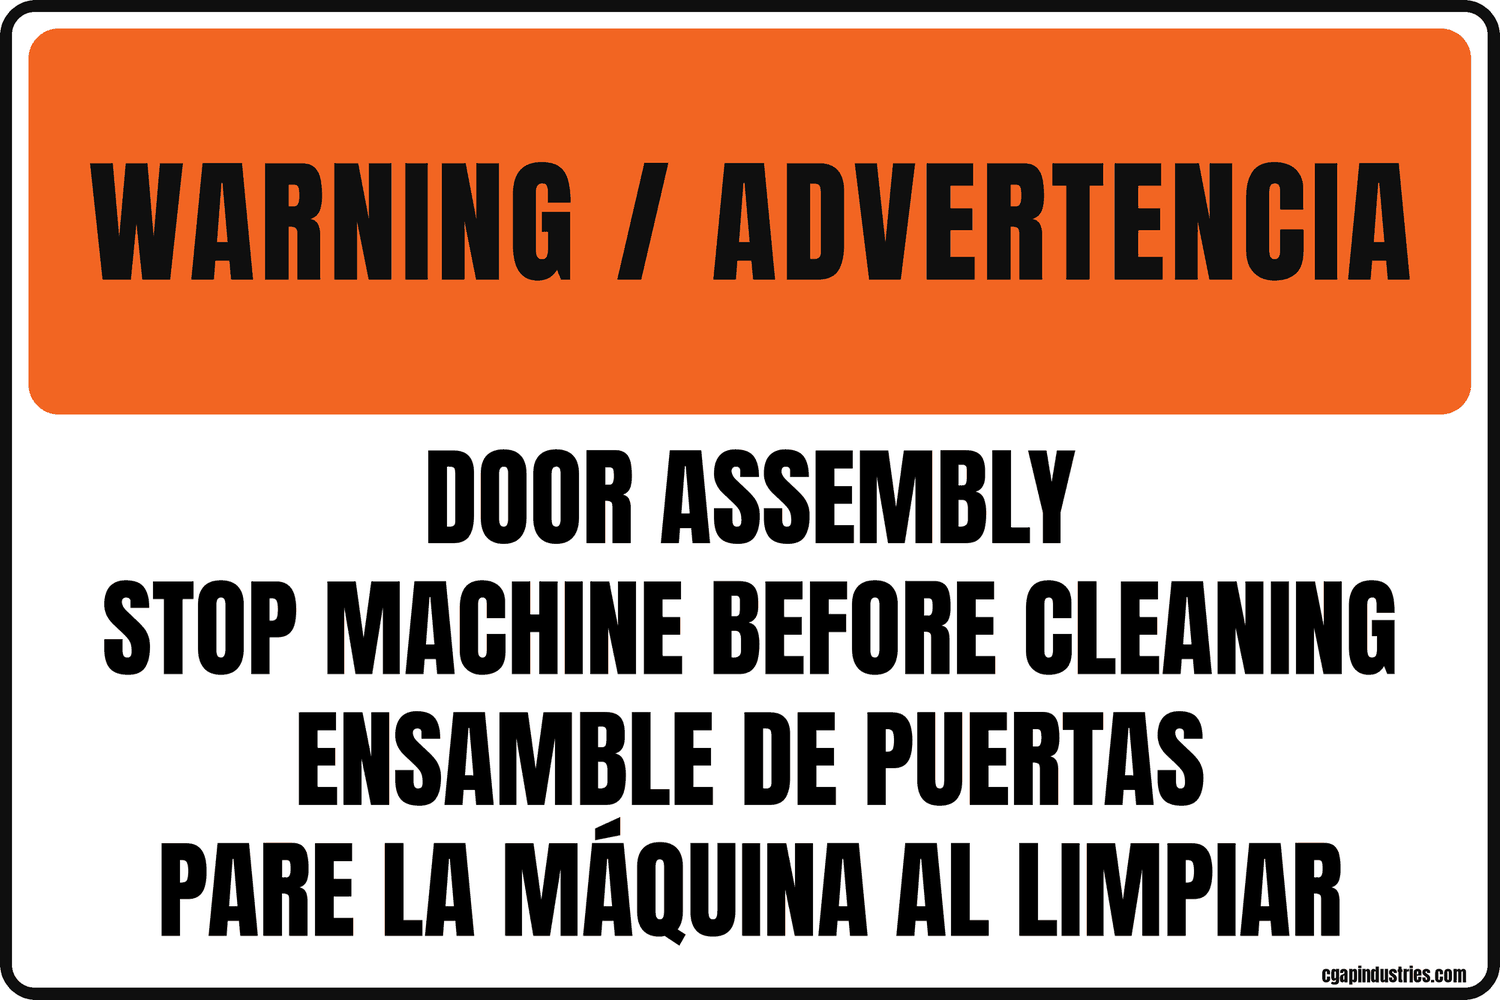 WARNING / ADVERTENCIA
DOOR ASSEMBLY
STOP MACHINE BEFORE CLEANING
ENSAMBLE DE PUERTAS
PARE LA MÁQUINA AL LIMPIAR
cgapindustries.com